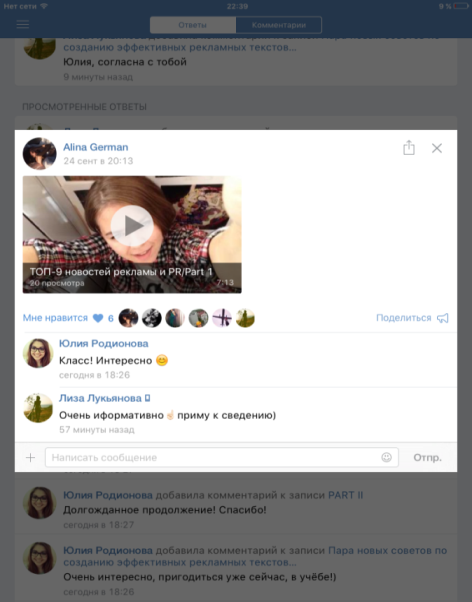 Нет сети
22:39
9 %
Ответы
Комментарии
создание эффективных рекламных текстов...
Юлия, согласна с тобой
9 минуты назад
ПРОСМОТРЕННЫЕ ОТВЕТЫ
Alina German
24 сент в 20:13
ТОП-9 новостей рекламы и PR/Part 1
20 просмотра
7:13
Мне нравится
6
Поделиться
Юлия Родионова
Класс! Интересно 😊
сегодня в 18:26
Лиза Лукьянова
Очень иформативно ☝ приму к сведению)
57 минуты назад
Написать сообщение
Отпр.
Юлия Родионова добавила комментарий к записи PART II
Долгожданное продолжение! Спасибо!
сегодня в 18:27
Юлия Родионова добавила комментарий к записи Пара новых советов по
созданию эффективных рекламных текстов...
Очень интересно, пригодиться уже сейчас, в учёбе!)
сегодня в 18:26